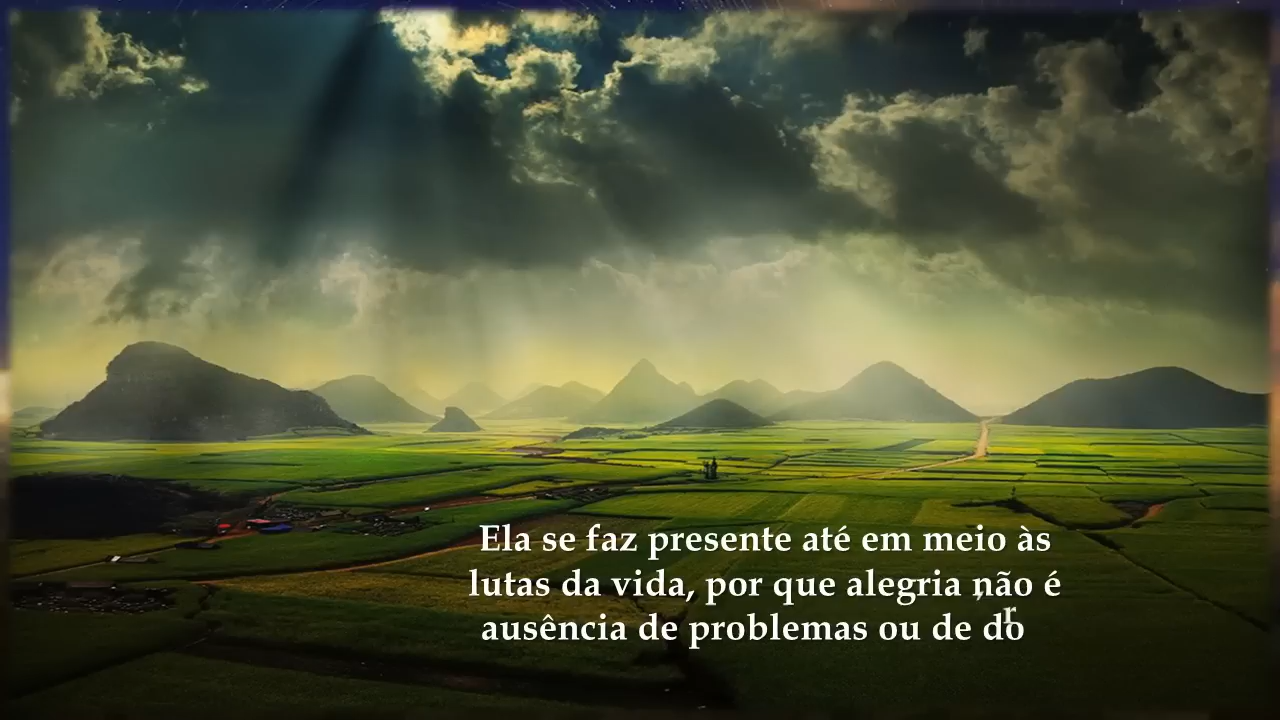 Ela se faz presente até em meio às
lutas da vida, por que alegria não é
ausência de problemas ou de dor,